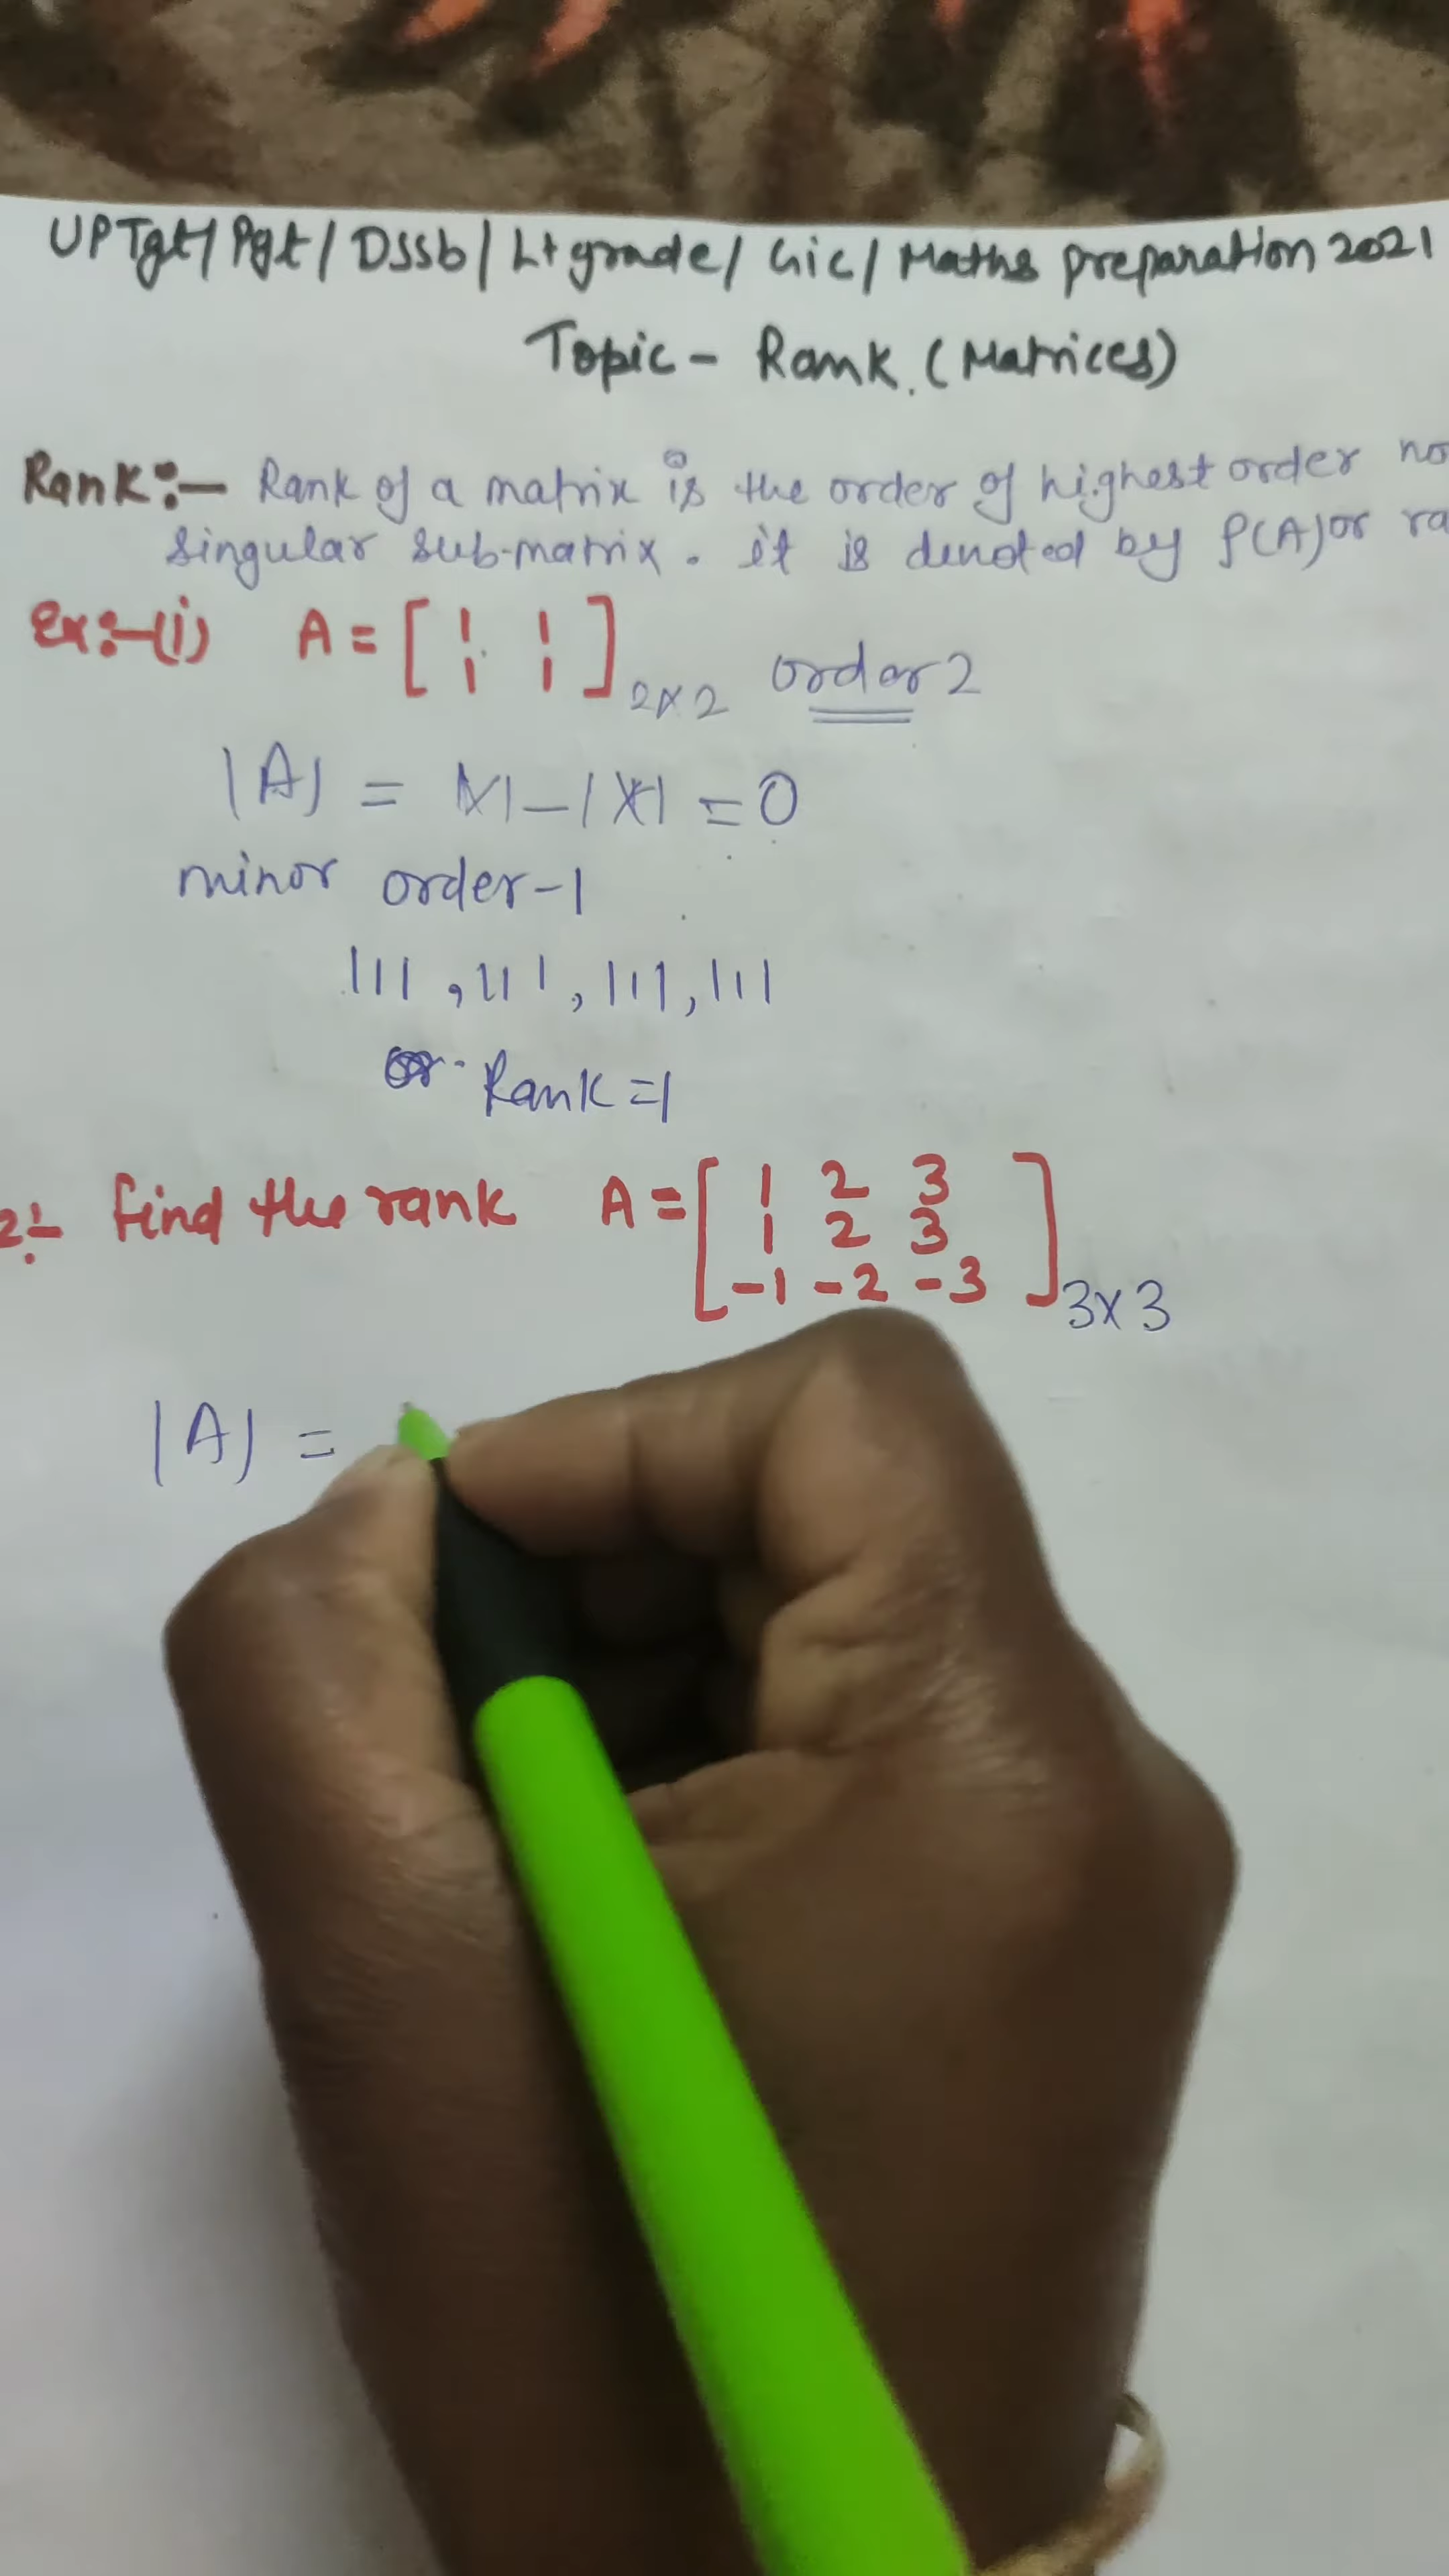 UP Tgt/Pgt/Dssb/Lt grade/Gic/Maths preparation 2021
Topic - Rank. (Matrices)
Rank:- Rank of a matrix is the order of highest order
singular sub-matrix. it is denoted by ρ(A) or
Ex:-(i) A = [ 1 1
1 1 ] 2×2 order 2
|A| = 1×1-1×1 = 0
minor order-1
|1|, |1|, |1|, |1|
Rank=1
2:- find the rank A = [ 1 2 3
1 2 3
-1 -2 -3 ] 3×3
|A| =